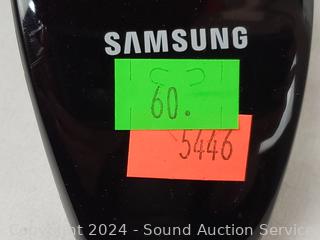 SAMSUNG
60.
5446
Copyright 2024 - Sound Auction Service